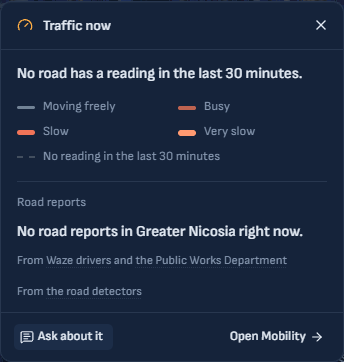 Traffic now
No road has a reading in the last 30 minutes.
Moving freely
Busy
Slow
Very slow
No reading in the last 30 minutes
Road reports
No road reports in Greater Nicosia right now.
From Waze drivers and the Public Works Department
From the road detectors
Ask about it
Open Mobility →